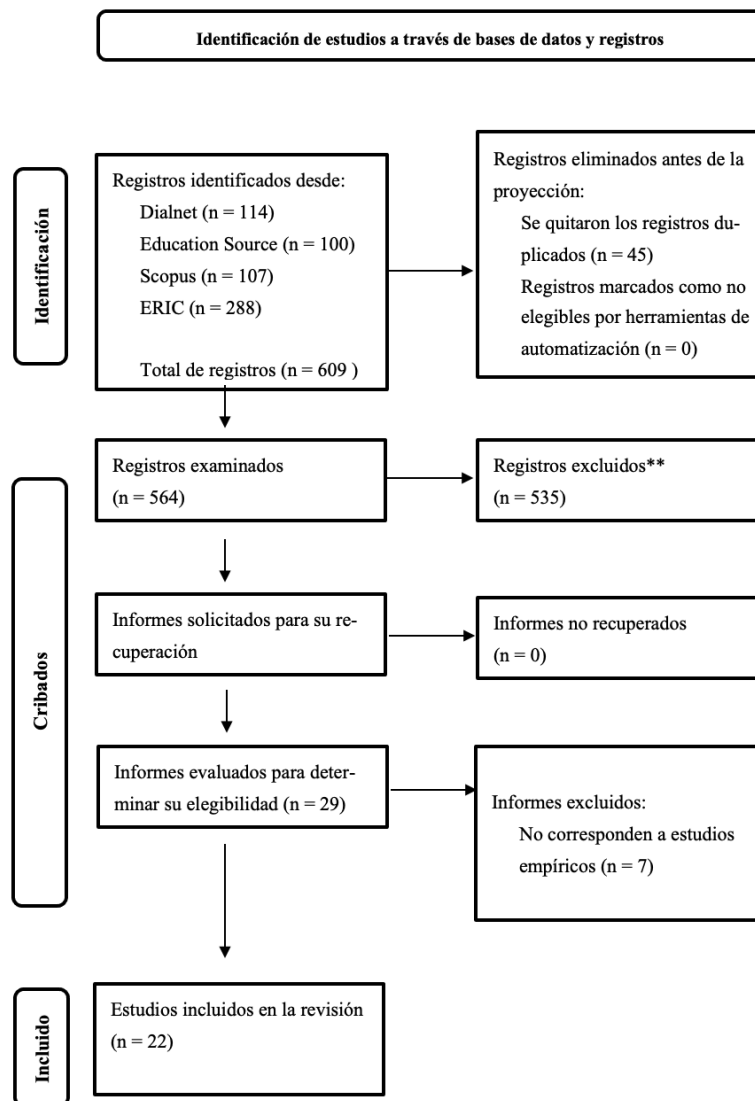 Identificación de estudios a través de bases de datos y registros
Identificación
Registros identificados desde:
Dialnet (n = 114)
Education Source (n = 100)
Scopus (n = 107)
ERIC (n = 288)
Total de registros (n = 609 )
Registros eliminados antes de la
proyección:
Se quitaron los registros du-
plicados (n = 45)
Registros marcados como no
elegibles por herramientas de
automatización (n = 0)
Cribados
Registros examinados
(n = 564)
Registros excluidos**
(n = 535)
Informes solicitados para su re-
cuperación
Informes no recuperados
(n = 0)
Informes evaluados para deter-
minar su elegibilidad (n = 29)
Informes excluidos:
No corresponden a estudios
empíricos (n = 7)
Incluido
Estudios incluidos en la revisión
(n = 22)